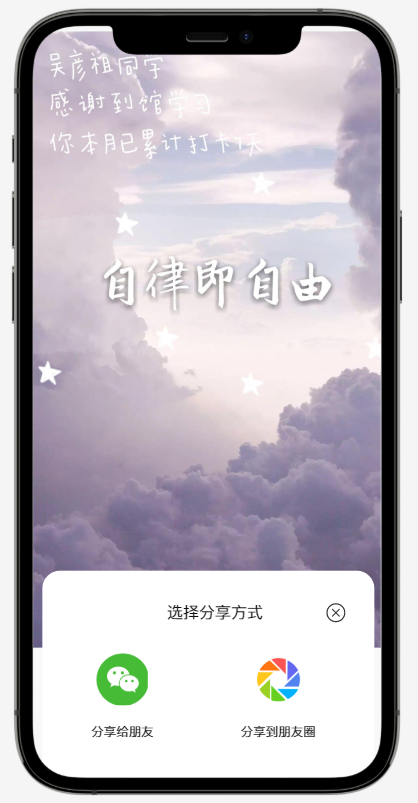 吴彦祖同学
感谢到馆学习
你本月已累计打卡1天
自律即自由
选择分享方式
分享给朋友
分享到朋友圈